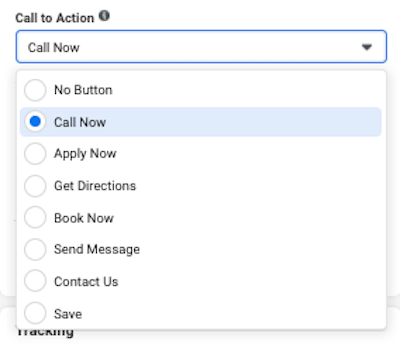 Call to Action
Call Now
No Button
Call Now
Apply Now
Get Directions
Book Now
Send Message
Contact Us
Save
Tracking